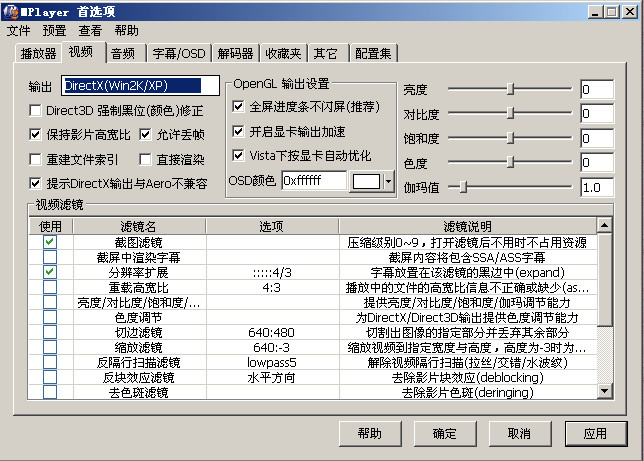 MPlayer 首选项
文件 预置 查看 帮助
播放器 视频 音频 字幕/OSD 解码器 收藏夹 其它 配置集
输出 DirectX(Win2K/XP)
Direct3D 强制黑位(颜色)修正
保持影片高宽比 允许丢帧
重建文件索引 直接渲染
提示DirectX输出与Aero不兼容
OpenGL 输出设置
全屏进度条不闪屏(推荐)
开启显卡输出加速
Vista下按显卡自动优化
OSD颜色 0xffffff
亮度 0
对比度 0
饱和度 0
色度 0
伽玛值 1.0
视频滤镜
使用 滤镜名 选项 滤镜说明
截图滤镜 压缩级别0~9，打开滤镜后不用时不占用资源
截屏中渲染字幕 截屏内容将包含SSA/ASS字幕
分辨率扩展 :::::4/3 字幕放置在该滤镜的黑边中(expand)
重载高宽比 4:3 播放中的文件的高宽比信息不正确或缺少(as...
亮度/对比度/饱和度/... 提供亮度/对比度/饱和度/伽玛调节能力
色度调节 为DirectX/Direct3D输出提供色度调节能力
切边滤镜 640:480 切割出图像的指定部分并丢弃其余部分
缩放滤镜 640:-3 缩放视频到指定宽度与高度，高度为-3时为...
反隔行扫描滤镜 lowpass5 解除视频隔行扫描(拉丝/交错/水波纹)
反块效应滤镜 水平方向 去除影片块效应(deblocking)
去色斑滤镜 去除影片色斑(deringing)
帮助 确定 取消 应用